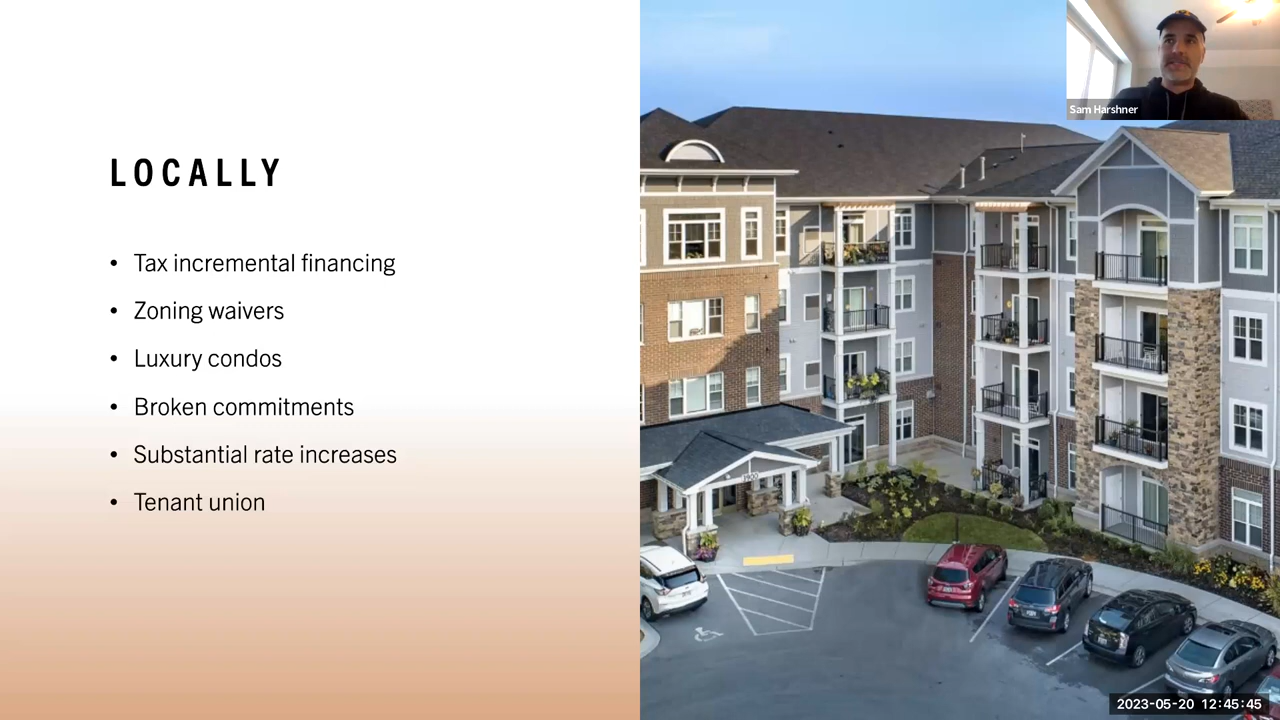 Sam Harshner
LOCALLY
• Tax incremental financing
• Zoning waivers
• Luxury condos
• Broken commitments
• Substantial rate increases
• Tenant union
2023-05-20 12:45:45